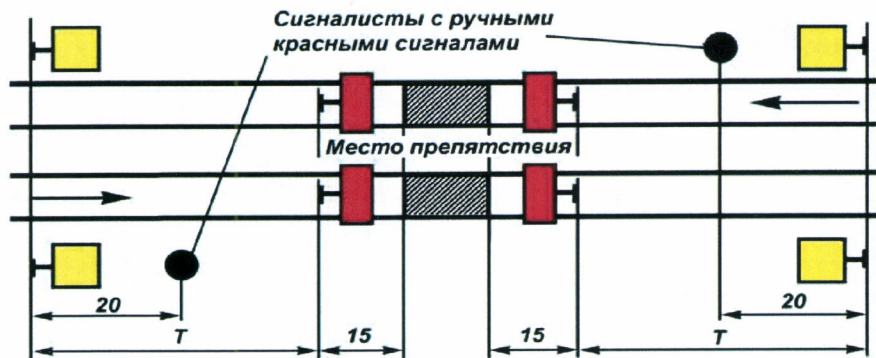 Сигналисты с ручными
красными сигналами
Место препятствия
20
20
Т
15
15
Т